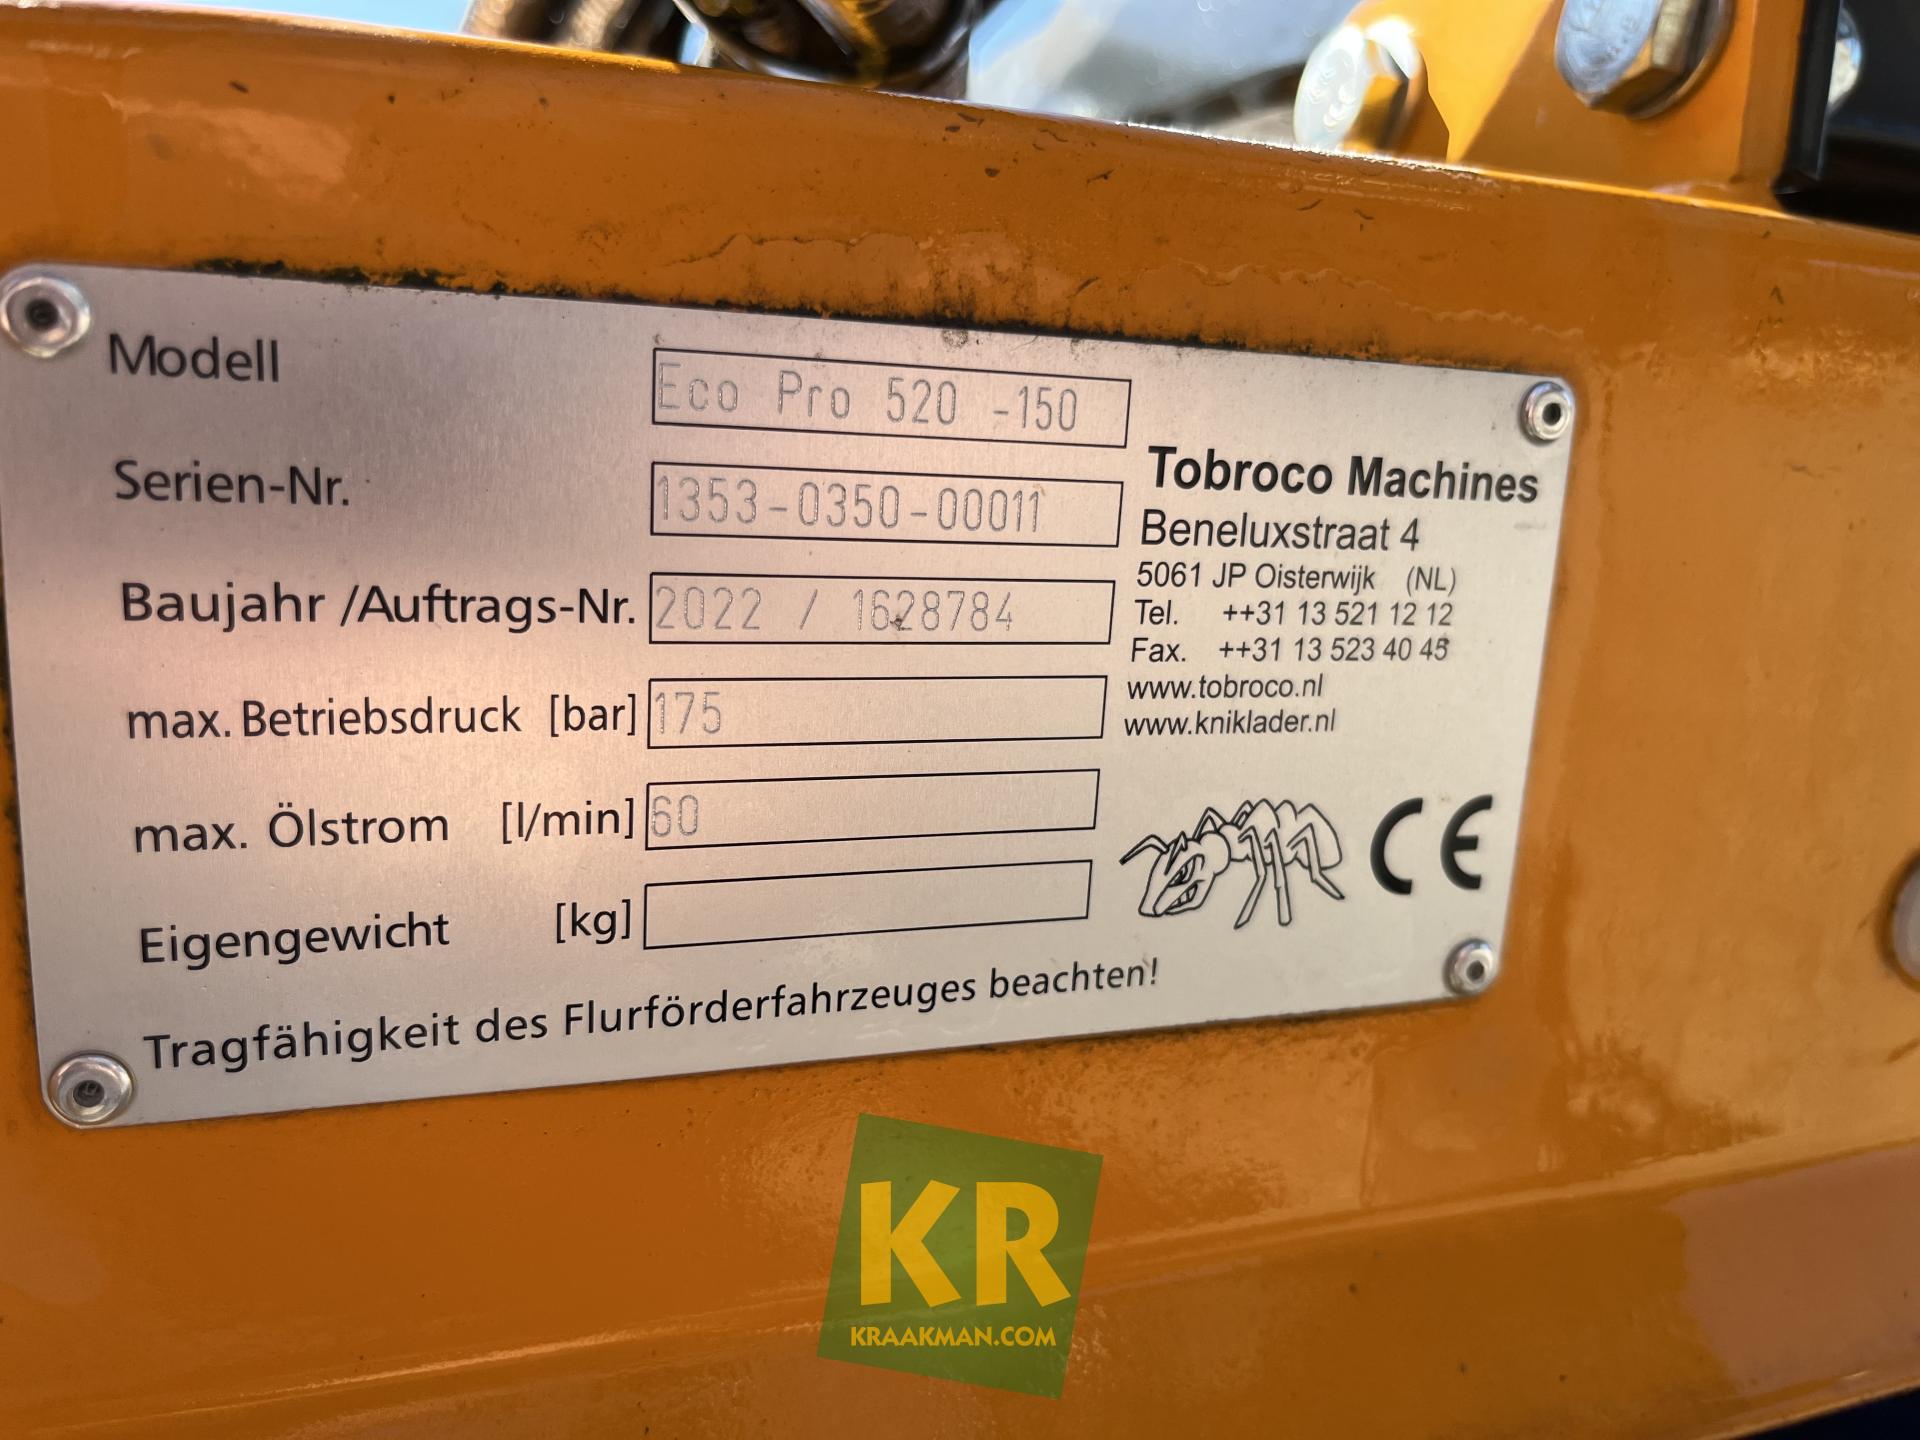 Modell Eco Pro 520 -150
Serien-Nr. 1353-0350-00011
Baujahr /Auftrags-Nr. 2022 / 1628784
max. Betriebsdruck [bar] 175
max. Ölstrom [l/min] 60
Eigengewicht [kg]
Tragfähigkeit des Flurförderfahrzeuges beachten!
Tobroco Machines
Beneluxstraat 4
5061 JP Oisterwijk (NL)
Tel. ++31 13 521 12 12
Fax. ++31 13 523 40 45
www.tobroco.nl
www.kniklader.nl
CE
KR
KRAAKMAN.COM